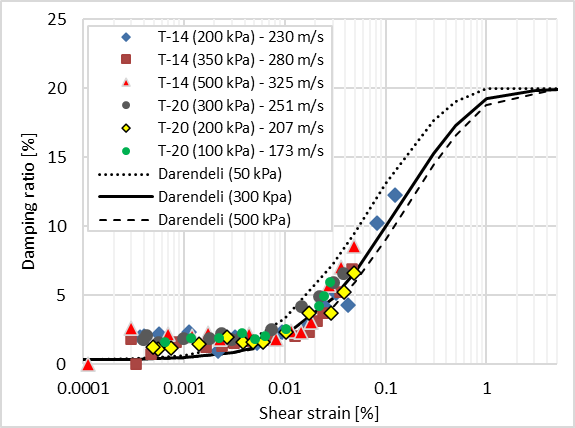 25
20
15
10
5
0
Damping ratio [%]
T-14 (200 kPa) - 230 m/s
T-14 (350 kPa) - 280 m/s
T-14 (500 kPa) - 325 m/s
T-20 (300 kPa) - 251 m/s
T-20 (200 kPa) - 207 m/s
T-20 (100 kPa) - 173 m/s
Darendeli (50 kPa)
Darendeli (300 Kpa)
Darendeli (500 kPa)
0.0001 0.001 0.01 0.1 1
Shear strain [%]